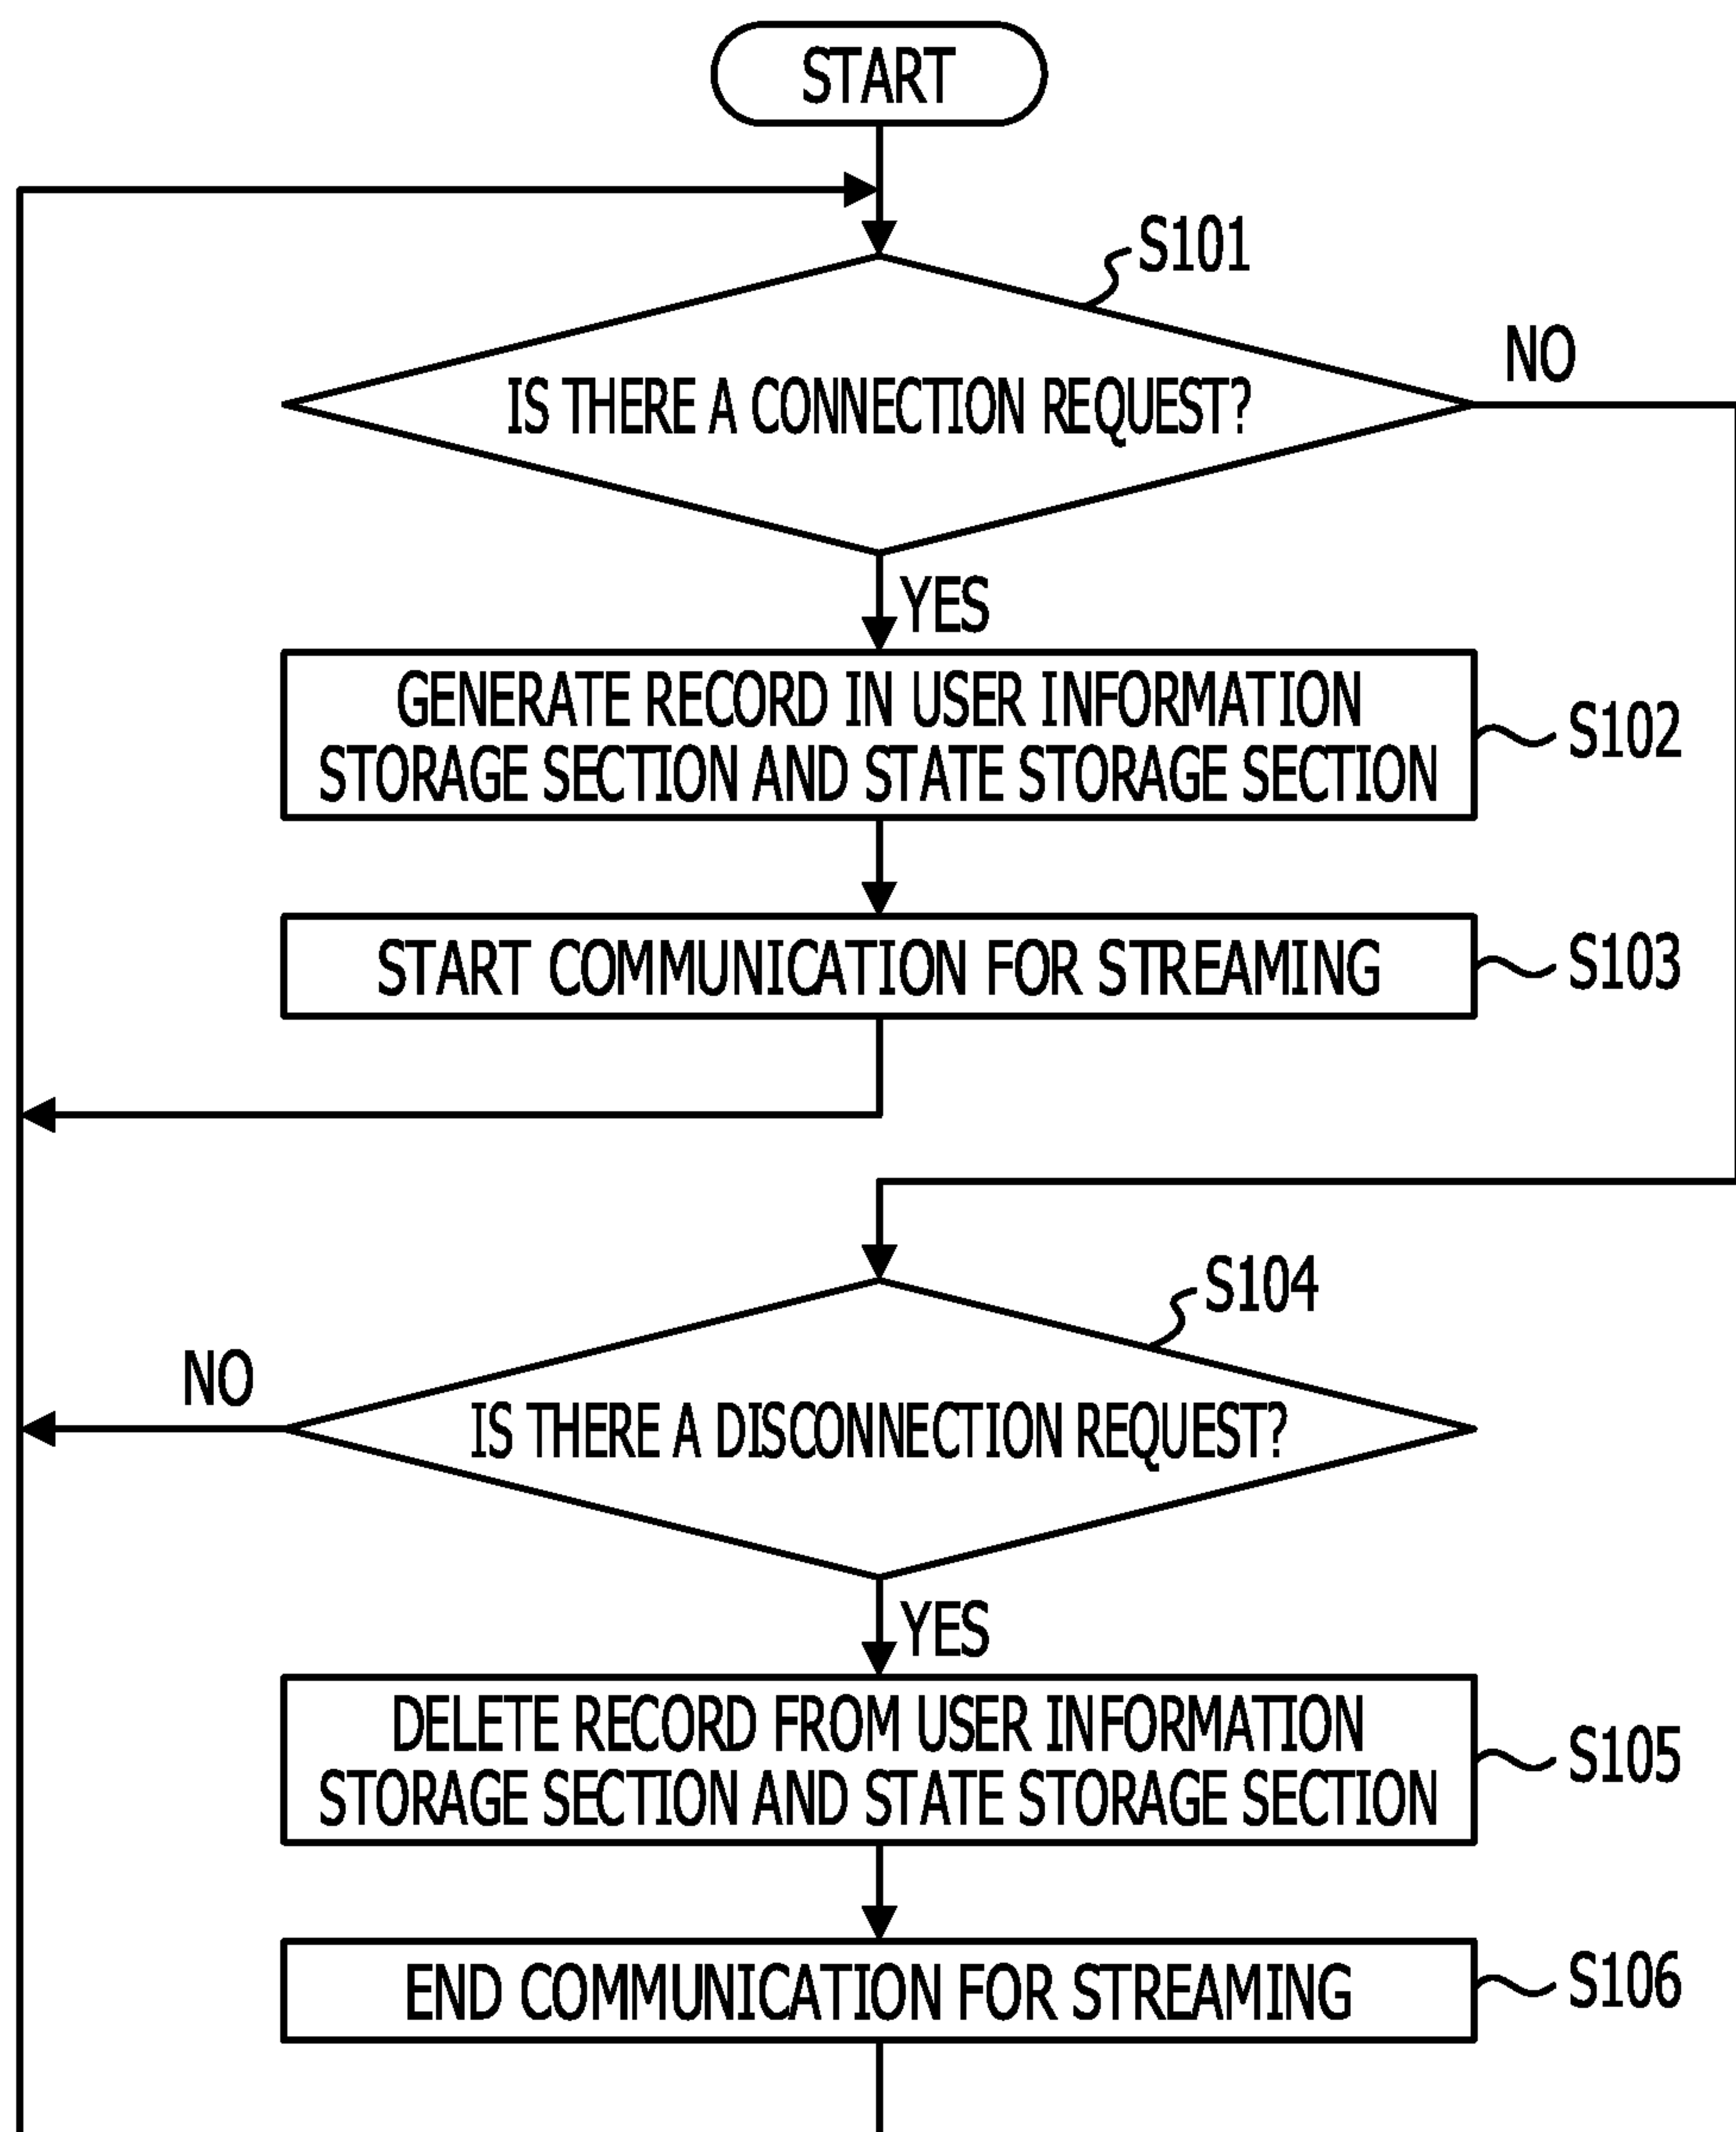 START
S101
IS THERE A CONNECTION REQUEST?
NO
YES
GENERATE RECORD IN USER INFORMATION
STORAGE SECTION AND STATE STORAGE SECTION
S102
START COMMUNICATION FOR STREAMING
S103
S104
NO
IS THERE A DISCONNECTION REQUEST?
YES
DELETE RECORD FROM USER INFORMATION
STORAGE SECTION AND STATE STORAGE SECTION
S105
END COMMUNICATION FOR STREAMING
S106